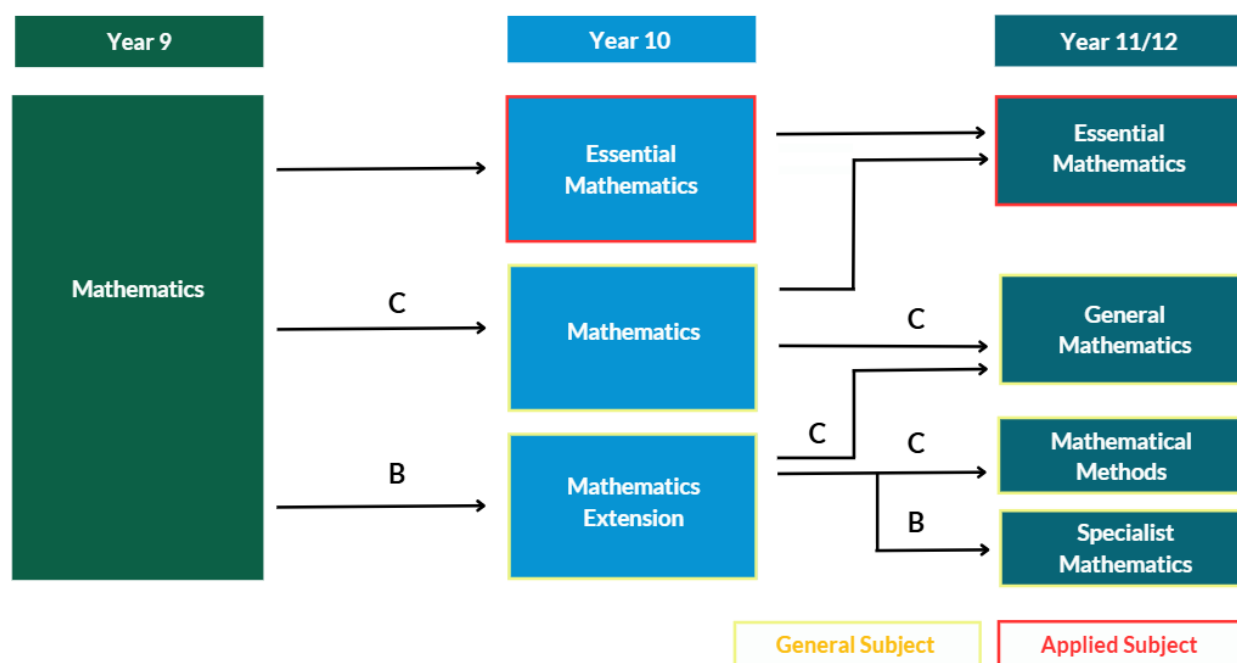 Year 9
Year 10
Year 11/12
Mathematics
Essential
Mathematics
C
Mathematics
B
Mathematics
Extension
Essential
Mathematics
C
General
Mathematics
C
C
Mathematical
Methods
B
Specialist
Mathematics
General Subject
Applied Subject